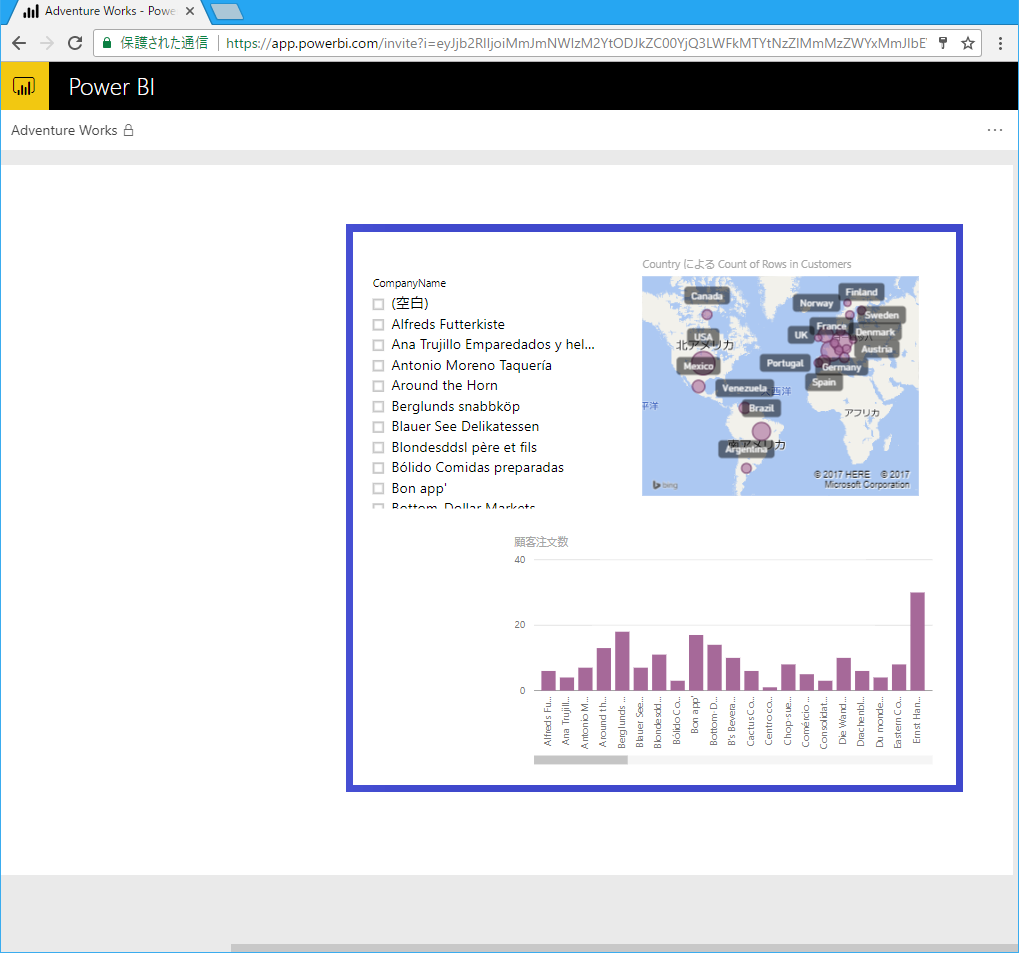 Adventure Works - Powe
保護された通信
https://app.powerbi.com/invite?i=
Power BI
Adventure Works
...
CompanyName
(空白)
Alfreds Futterkiste
Ana Trujillo Emparedados y hel...
Antonio Moreno Taquería
Around the Horn
Berglunds snabbköp
Blauer See Delikatessen
Blondesddsl père et fils
Bólido Comidas preparadas
Bon app'
Bottom-Dollar Markets
Country による Count of Rows in Customers
Canada
Finland
Norway
Sweden
France
Denmark
UK
USA
北アメリカ
Austria
Mexico
Portugal
Germany
Spain
Venezuela
平洋
Brazil
アフリカ
南アメリカ
Argentina
© 2017 HERE © 2017
Microsoft Corporation
bing
顧客注文数
40
20
0
Alfreds Fu...
Ana Trujill...
Antonio M...
Around th...
Berglunds ...
Blauer See...
Blondesdd...
Bólido Co...
Bon app'
Bottom-D...
B's Bevera...
Cactus Co...
Centro co...
Chop-sue...
Comércio ...
Consolidat...
Die Wand...
Drachenbl...
Du monde...
Eastern Co...
Ernst Han...